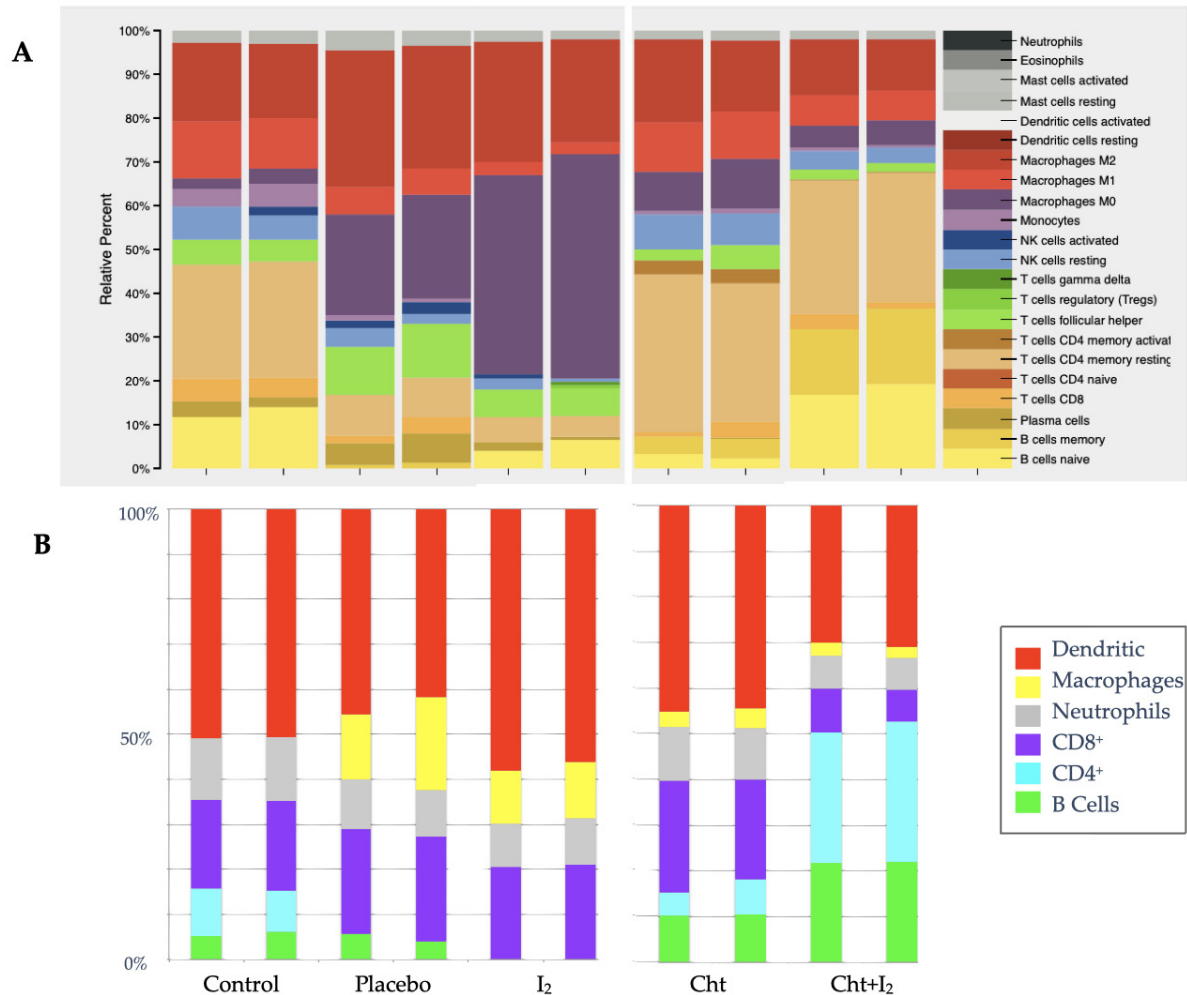 A
Relative Percent
100%
90%
80%
70%
60%
50%
40%
30%
20%
10%
0%
Neutrophils
Eosinophils
Mast cells activated
Mast cells resting
Dendritic cells activated
Dendritic cells resting
Macrophages M2
Macrophages M1
Macrophages M0
Monocytes
NK cells activated
NK cells resting
T cells gamma delta
T cells regulatory (Tregs)
T cells follicular helper
T cells CD4 memory activat
T cells CD4 memory resting
T cells CD4 naive
T cells CD8
Plasma cells
B cells memory
B cells naive
B
100%
50%
0%
Control Placebo I₂ Cht Cht+I₂
Dendritic
Macrophages
Neutrophils
CD8⁺
CD4⁺
B Cells